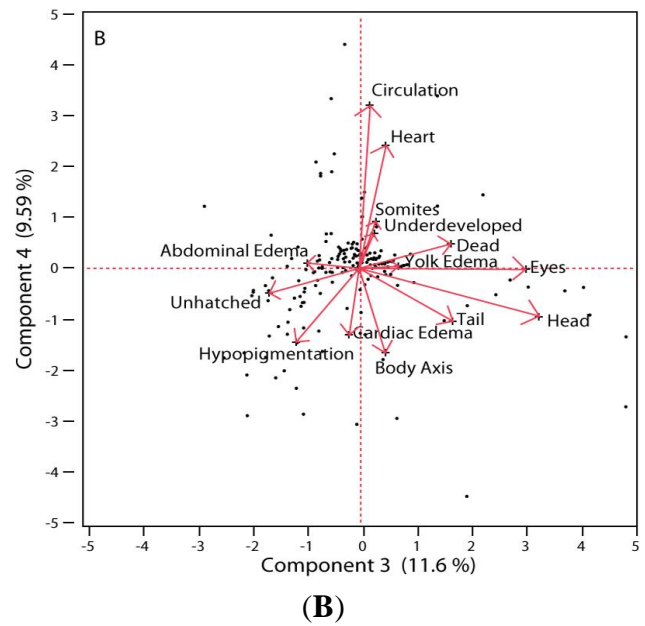 B
5
4
3
2
1
0
-1
-2
-3
-4
-5
Component 4 (9.59 %)
Circulation
Heart
Somites
Underdeveloped
Dead
Abdominal Edema
Yolk Edema
Eyes
Unhatched
Tail
Head
Cardiac Edema
Hypopigmentation
Body Axis
-5 -4 -3 -2 -1 0 1 2 3 4 5
Component 3 (11.6 %)
(B)